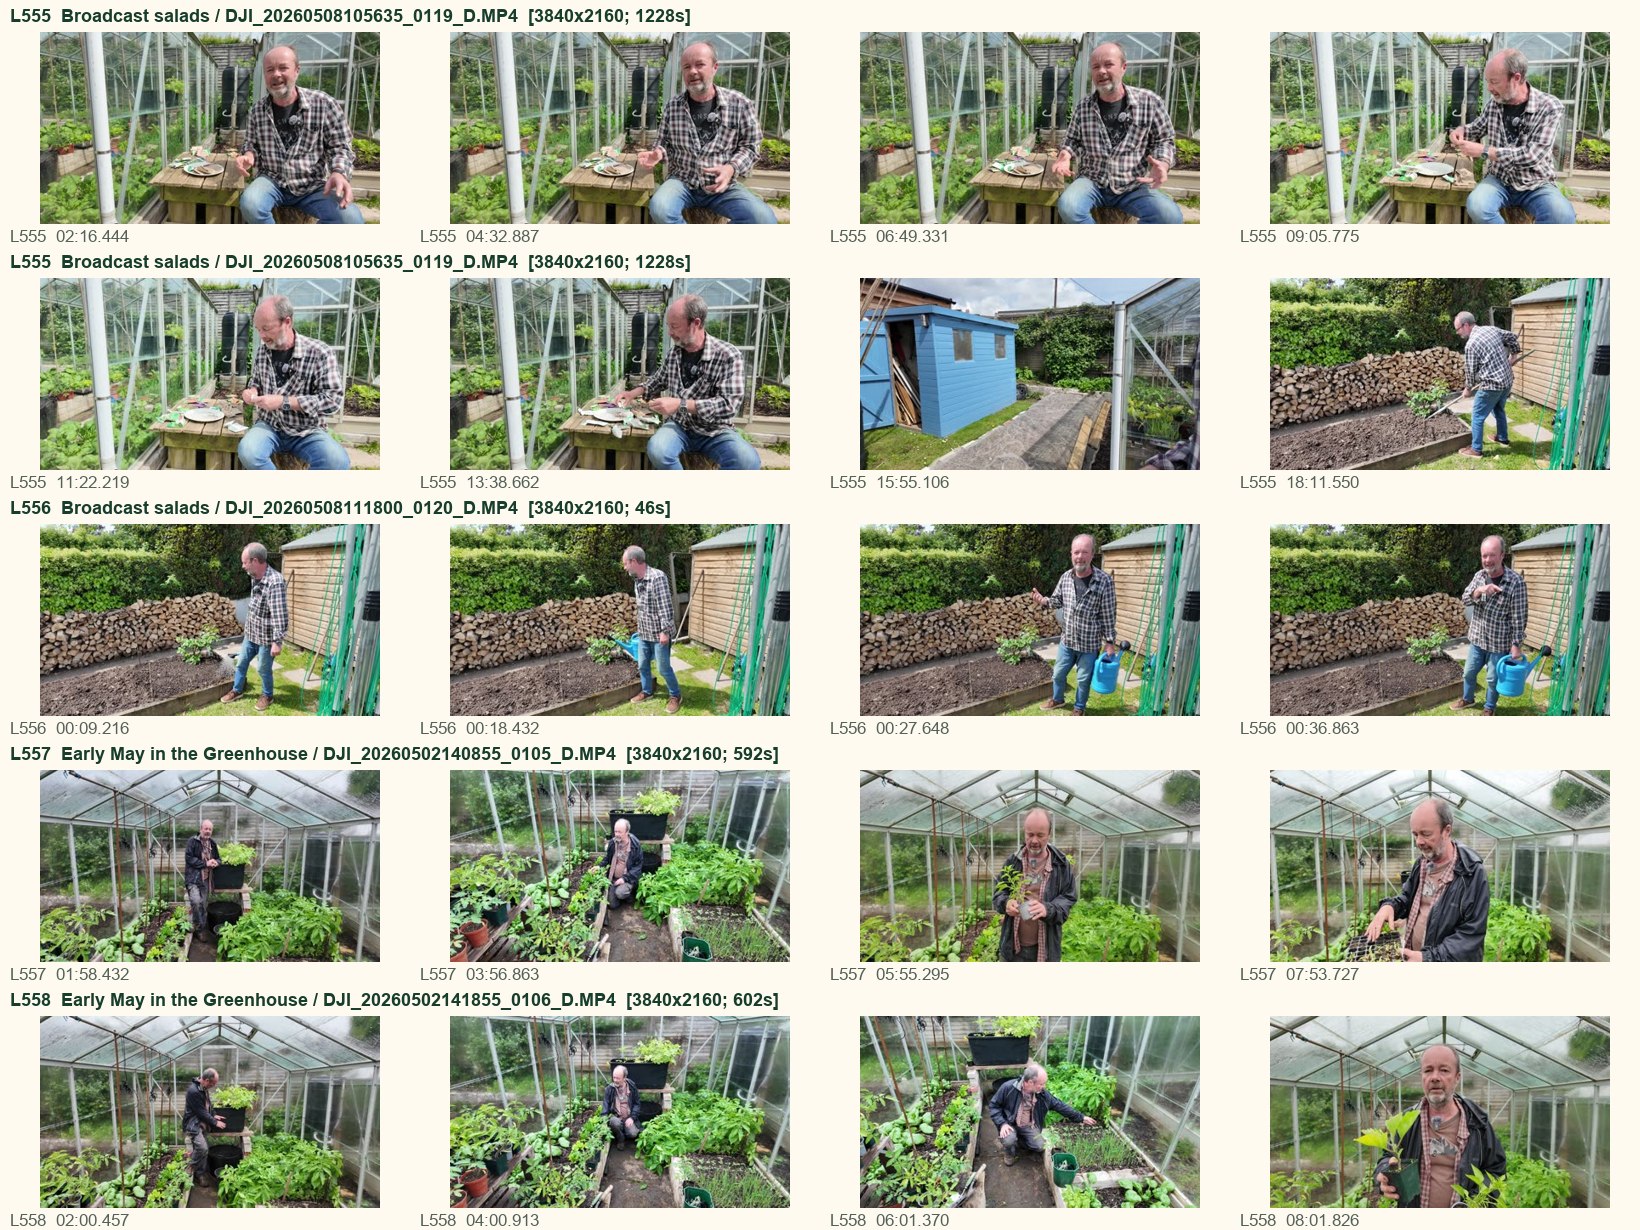 L555 Broadcast salads / DJI_20260508105635_0119_D.MP4 [3840x2160; 1228s]
L555 02:16.444
L555 04:32.887
L555 06:49.331
L555 09:05.775
L555 Broadcast salads / DJI_20260508105635_0119_D.MP4 [3840x2160; 1228s]
L555 11:22.219
L555 13:38.662
L555 15:55.106
L555 18:11.550
L556 Broadcast salads / DJI_20260508111800_0120_D.MP4 [3840x2160; 46s]
L556 00:09.216
L556 00:18.432
L556 00:27.648
L556 00:36.863
L557 Early May in the Greenhouse / DJI_20260502140855_0105_D.MP4 [3840x2160; 592s]
L557 01:58.432
L557 03:56.863
L557 05:55.295
L557 07:53.727
L558 Early May in the Greenhouse / DJI_20260502141855_0106_D.MP4 [3840x2160; 602s]
L558 02:00.457
L558 04:00.913
L558 06:01.370
L558 08:01.826